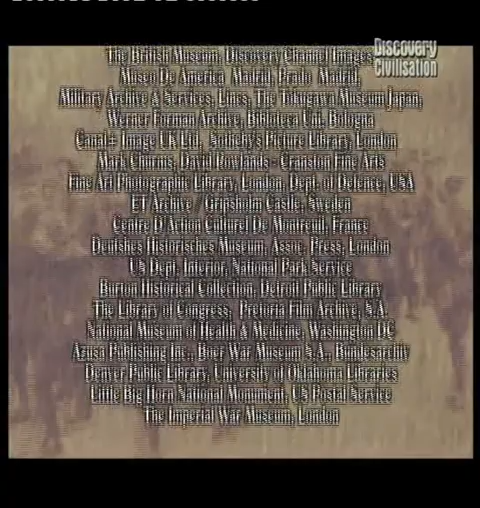 The British Museum, Discovery Channel Images
Discovery
Civilisation
Museo De America, Madrid, Prado, Madrid,
Military Archive & Services, Lincs, The Tokugawa Museum Japan,
Werner Forman Archive, Biblioteca Uni. Bologna
Canal+ Image UK Ltd, Sotheby's Picture Library, London
Mark Churms, David Rowlands - Cranston Fine Arts
Fine Art Photographic Library, London, Dept. of Defence, USA
ET Archive / Gripsholm Castle, Sweden
Centre D'Action Culturel De Montreuil, France
Deutshes Historisches Museum, Assoc. Press, London
US Dept. Interior, National Park Service
Burton Historical Collection, Detroit Public Library
The Library of Congress, Pretoria Film Archive, N.A.
National Museum of Health & Medicine, Washington DC
Azusa Publishing Inc., Boer War Museum S.A., Bundesarchiv
Denver Public Library, University of Oklahoma Libraries
Little Big Horn National Monument, US Postal Service
The Imperial War Museum, London